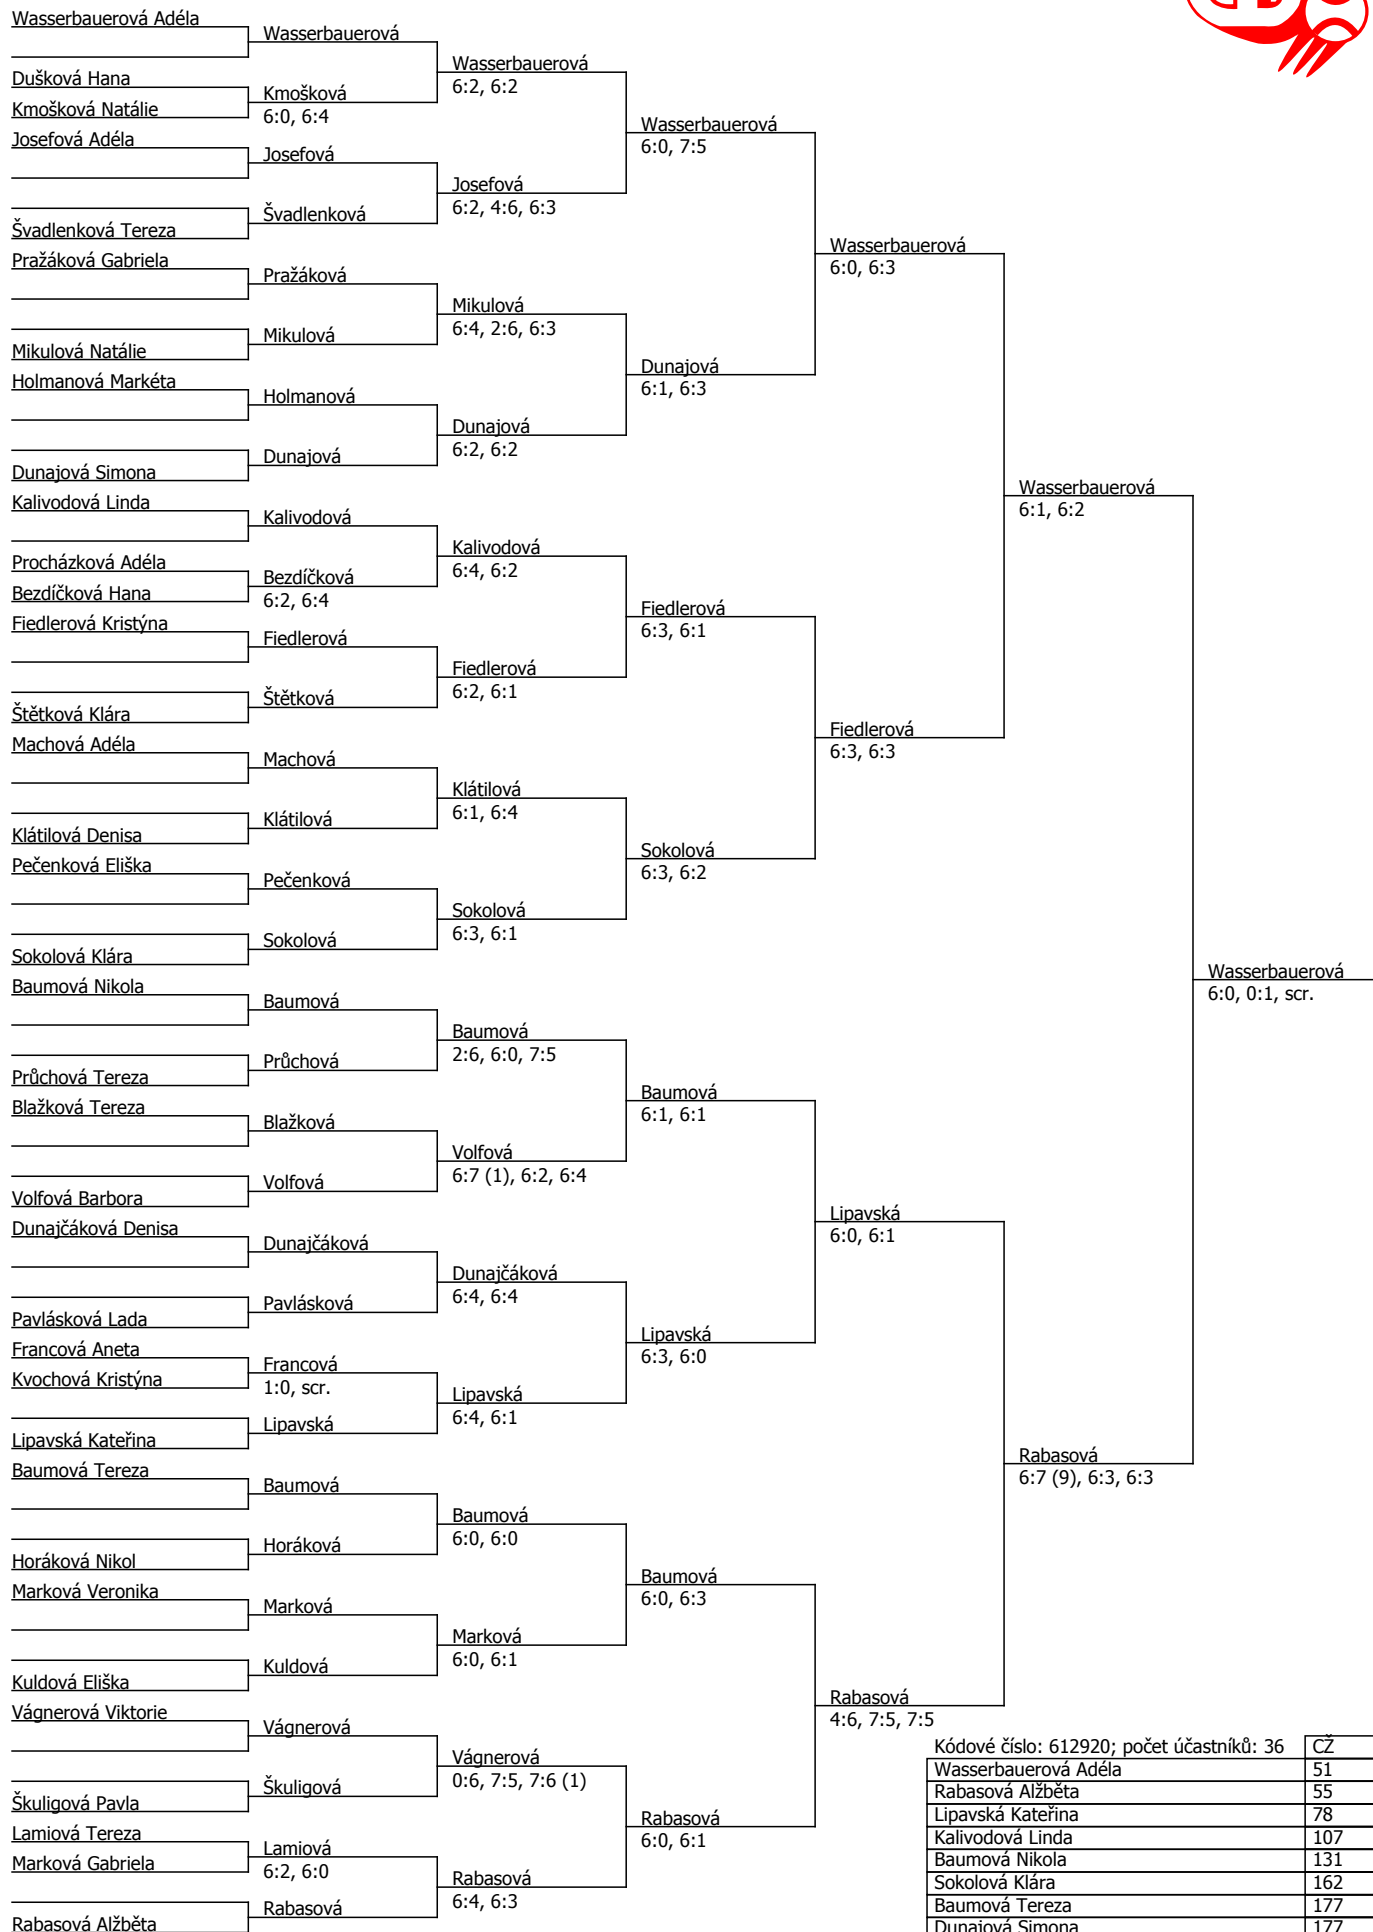 Wasserbauerová Adéla
Dušková Hana
Kmošková Natálie
Josefová Adéla
Švadlenková Tereza
Pražáková Gabriela
Mikulová Natálie
Holmanová Markéta
Dunajová Simona
Kalivodová Linda
Procházková Adéla
Bezdíčková Hana
Fiedlerová Kristýna
Štětková Klára
Machová Adéla
Klátilová Denisa
Pečenková Eliška
Sokolová Klára
Baumová Nikola
Průchová Tereza
Blažková Tereza
Volfová Barbora
Dunajčáková Denisa
Pavlásková Lada
Francová Aneta
Kvochová Kristýna
Lipavská Kateřina
Baumová Tereza
Horáková Nikol
Marková Veronika
Kuldová Eliška
Vágnerová Viktorie
Škuligová Pavla
Lamiová Tereza
Marková Gabriela
Rabasová Alžběta
Wasserbauerová
Kmošková
6:0, 6:4
Josefová
Švadlenková
Pražáková
Mikulová
Holmanová
Dunajová
Kalivodová
Bezdíčková
6:2, 6:4
Fiedlerová
Štětková
Machová
Klátilová
Pečenková
Sokolová
Baumová
Průchová
Blažková
Volfová
Dunajčáková
Pavlásková
Francová
1:0, scr.
Lipavská
Baumová
Horáková
Marková
Kuldová
Vágnerová
Škuligová
Lamiová
6:2, 6:0
Rabasová
Wasserbauerová
6:2, 6:2
Josefová
6:2, 4:6, 6:3
Mikulová
6:4, 2:6, 6:3
Dunajová
6:2, 6:2
Kalivodová
6:4, 6:2
Fiedlerová
6:2, 6:1
Klátilová
6:1, 6:4
Sokolová
6:3, 6:1
Baumová
2:6, 6:0, 7:5
Volfová
6:7 (1), 6:2, 6:4
Dunajčáková
6:4, 6:4
Lipavská
6:4, 6:1
Baumová
6:0, 6:0
Marková
6:0, 6:1
Vágnerová
0:6, 7:5, 7:6 (1)
Rabasová
6:4, 6:3
Wasserbauerová
6:0, 7:5
Dunajová
6:1, 6:3
Fiedlerová
6:3, 6:1
Sokolová
6:3, 6:2
Baumová
6:1, 6:1
Lipavská
6:3, 6:0
Baumová
6:0, 6:3
Rabasová
6:0, 6:1
Wasserbauerová
6:0, 6:3
Fiedlerová
6:3, 6:3
Lipavská
6:0, 6:1
Rabasová
4:6, 7:5, 7:5
Wasserbauerová
6:1, 6:2
Rabasová
6:7 (9), 6:3, 6:3
Wasserbauerová
6:0, 0:1, scr.
Kódové číslo: 612920; počet účastníků: 36 CŽ
Wasserbauerová Adéla 51
Rabasová Alžběta 55
Lipavská Kateřina 78
Kalivodová Linda 107
Baumová Nikola 131
Sokolová Klára 162
Baumová Tereza 177
Dunajová Simona 177